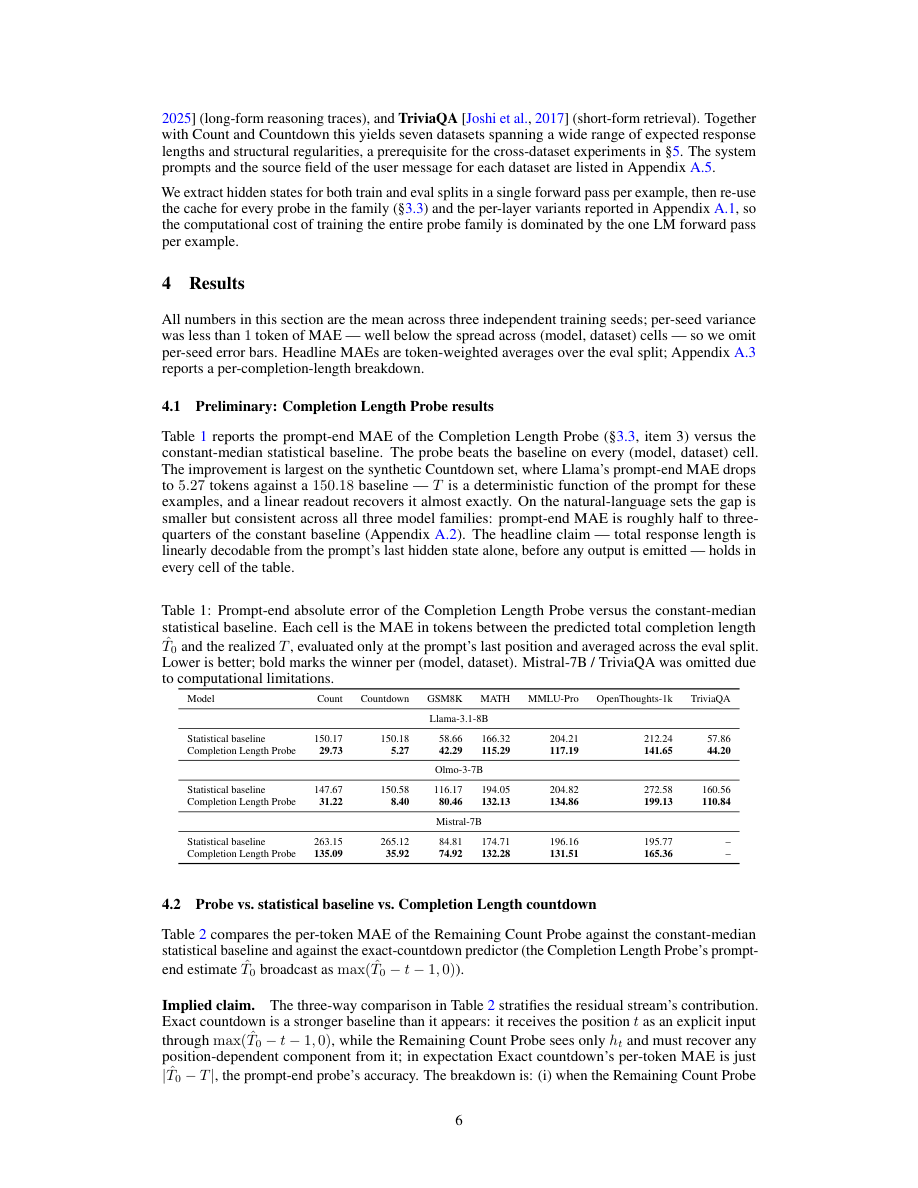 2025] (long-form reasoning traces), and TriviaQA [Joshi et al., 2017] (short-form retrieval). Together
with Count and Countdown this yields seven datasets spanning a wide range of expected response
lengths and structural regularities, a prerequisite for the cross-dataset experiments in §5. The system
prompts and the source field of the user message for each dataset are listed in Appendix A.5.
We extract hidden states for both train and eval splits in a single forward pass per example, then re-use
the cache for every probe in the family (§3.3) and the per-layer variants reported in Appendix A.1, so
the computational cost of training the entire probe family is dominated by the one LM forward pass
per example.
4 Results
All numbers in this section are the mean across three independent training seeds; per-seed variance
was less than 1 token of MAE — well below the spread across (model, dataset) cells — so we omit
per-seed error bars. Headline MAEs are token-weighted averages over the eval split; Appendix A.3
reports a per-completion-length breakdown.
4.1 Preliminary: Completion Length Probe results
Table 1 reports the prompt-end MAE of the Completion Length Probe (§3.3, item 3) versus the
constant-median statistical baseline. The probe beats the baseline on every (model, dataset) cell.
The improvement is largest on the synthetic Countdown set, where Llama's prompt-end MAE drops
to 5.27 tokens against a 150.18 baseline — T is a deterministic function of the prompt for these
examples, and a linear readout recovers it almost exactly. On the natural-language sets the gap is
smaller but consistent across all three model families: prompt-end MAE is roughly half to three-
quarters of the constant baseline (Appendix A.2). The headline claim — total response length is
linearly decodable from the prompt's last hidden state alone, before any output is emitted — holds in
every cell of the table.
Table 1: Prompt-end absolute error of the Completion Length Probe versus the constant-median
statistical baseline. Each cell is the MAE in tokens between the predicted total completion length
T̂0 and the realized T, evaluated only at the prompt's last position and averaged across the eval split.
Lower is better; bold marks the winner per (model, dataset). Mistral-7B / TriviaQA was omitted due
to computational limitations.
Model Count Countdown GSM8K MATH MMLU-Pro OpenThoughts-1k TriviaQA
Llama-3.1-8B
Statistical baseline 150.17 150.18 58.66 166.32 204.21 212.24 57.86
Completion Length Probe 29.73 5.27 42.29 115.29 117.19 141.65 44.20
Olmo-3-7B
Statistical baseline 147.67 150.58 116.17 194.05 204.82 272.58 160.56
Completion Length Probe 31.22 8.40 80.46 132.13 134.86 199.13 110.84
Mistral-7B
Statistical baseline 263.15 265.12 84.81 174.71 196.16 195.77 –
Completion Length Probe 135.09 35.92 74.92 132.28 131.51 165.36 –
4.2 Probe vs. statistical baseline vs. Completion Length countdown
Table 2 compares the per-token MAE of the Remaining Count Probe against the constant-median
statistical baseline and against the exact-countdown predictor (the Completion Length Probe's prompt-
end estimate T̂0 broadcast as max(T̂0 − t − 1, 0)).
Implied claim. The three-way comparison in Table 2 stratifies the residual stream's contribution.
Exact countdown is a stronger baseline than it appears: it receives the position t as an explicit input
through max(T̂0 − t − 1, 0), while the Remaining Count Probe sees only ht and must recover any
position-dependent component from it; in expectation Exact countdown's per-token MAE is just
|T̂0 − T|, the prompt-end probe's accuracy. The breakdown is: (i) when the Remaining Count Probe
6